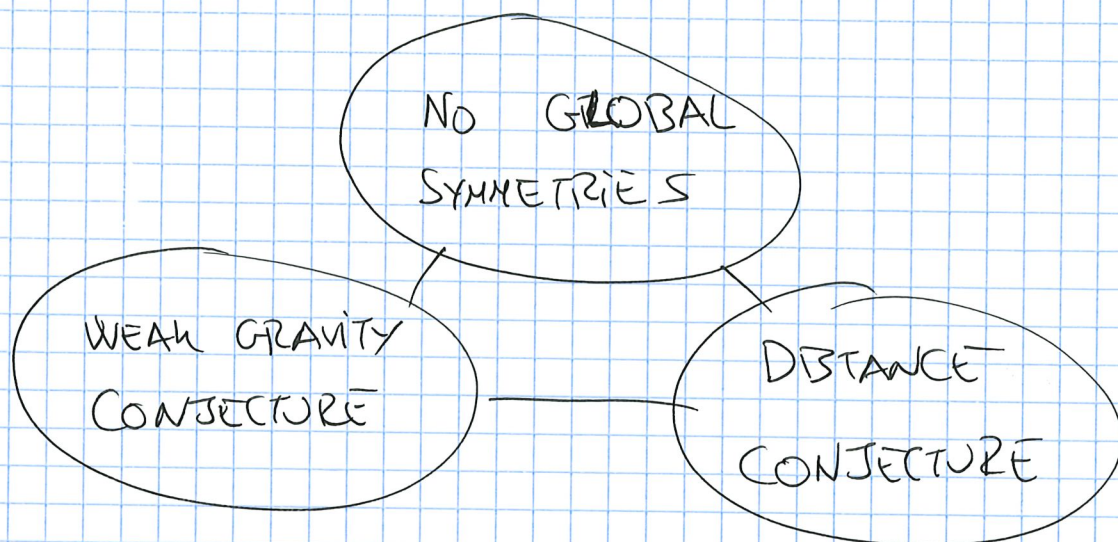 NO GLOBAL
SYMMETRIES
WEAK GRAVITY
CONJECTURE
DISTANCE
CONJECTURE